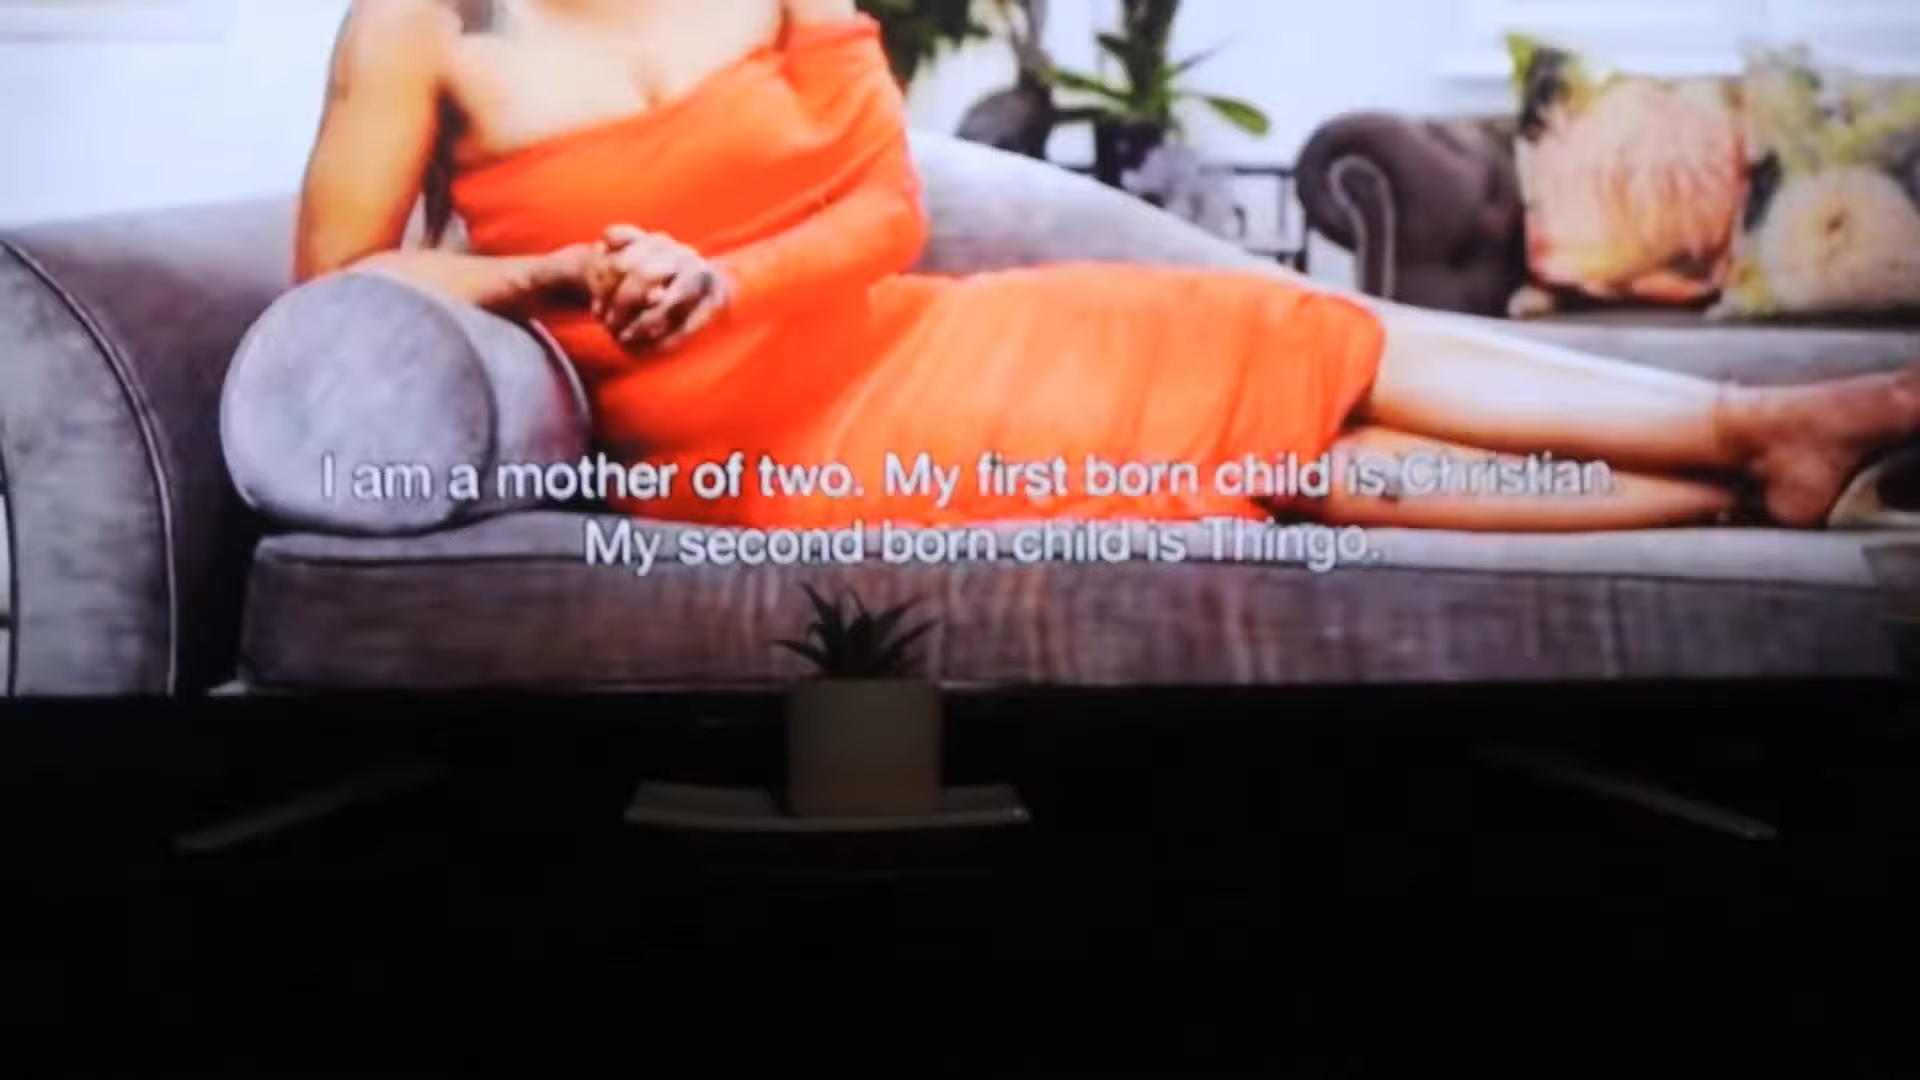 I am a mother of two. My first born child is Christian.
My second born child is Thingo.